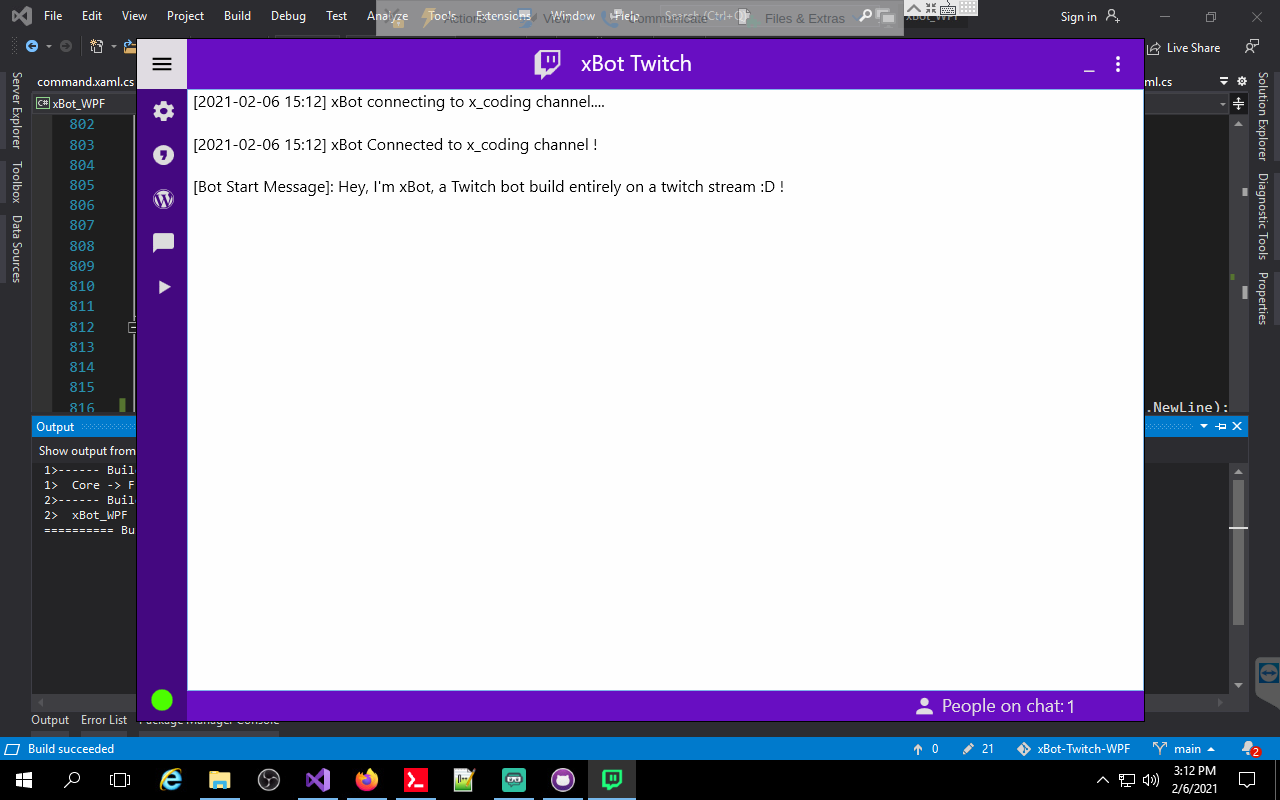 File Edit View Project Build Debug Test Analyze Tools Extensions Window Help Search (Ctrl+Q) xBot_WPF Sign in
Actions View Communicate Files & Extras
Live Share
command.xaml.cs
ml.cs
xBot_WPF
Server Explorer
Toolbox
Data Sources
Solution Explorer
Diagnostic Tools
Properties
802
803
804
805
806
807
808
809
810
811
812
813
814
815
816
.NewLine);
xBot Twitch
[2021-02-06 15:12] xBot connecting to x_coding channel....
[2021-02-06 15:12] xBot Connected to x_coding channel !
[Bot Start Message]: Hey, I'm xBot, a Twitch bot build entirely on a twitch stream :D !
People on chat: 1
Output
Show output from
1>------ Buil
1> Core -> F
2>------ Buil
2> xBot_WPF
========== Bu
Output Error List Package Manager Console
Build succeeded
0 21 xBot-Twitch-WPF main 2
3:12 PM
2/6/2021